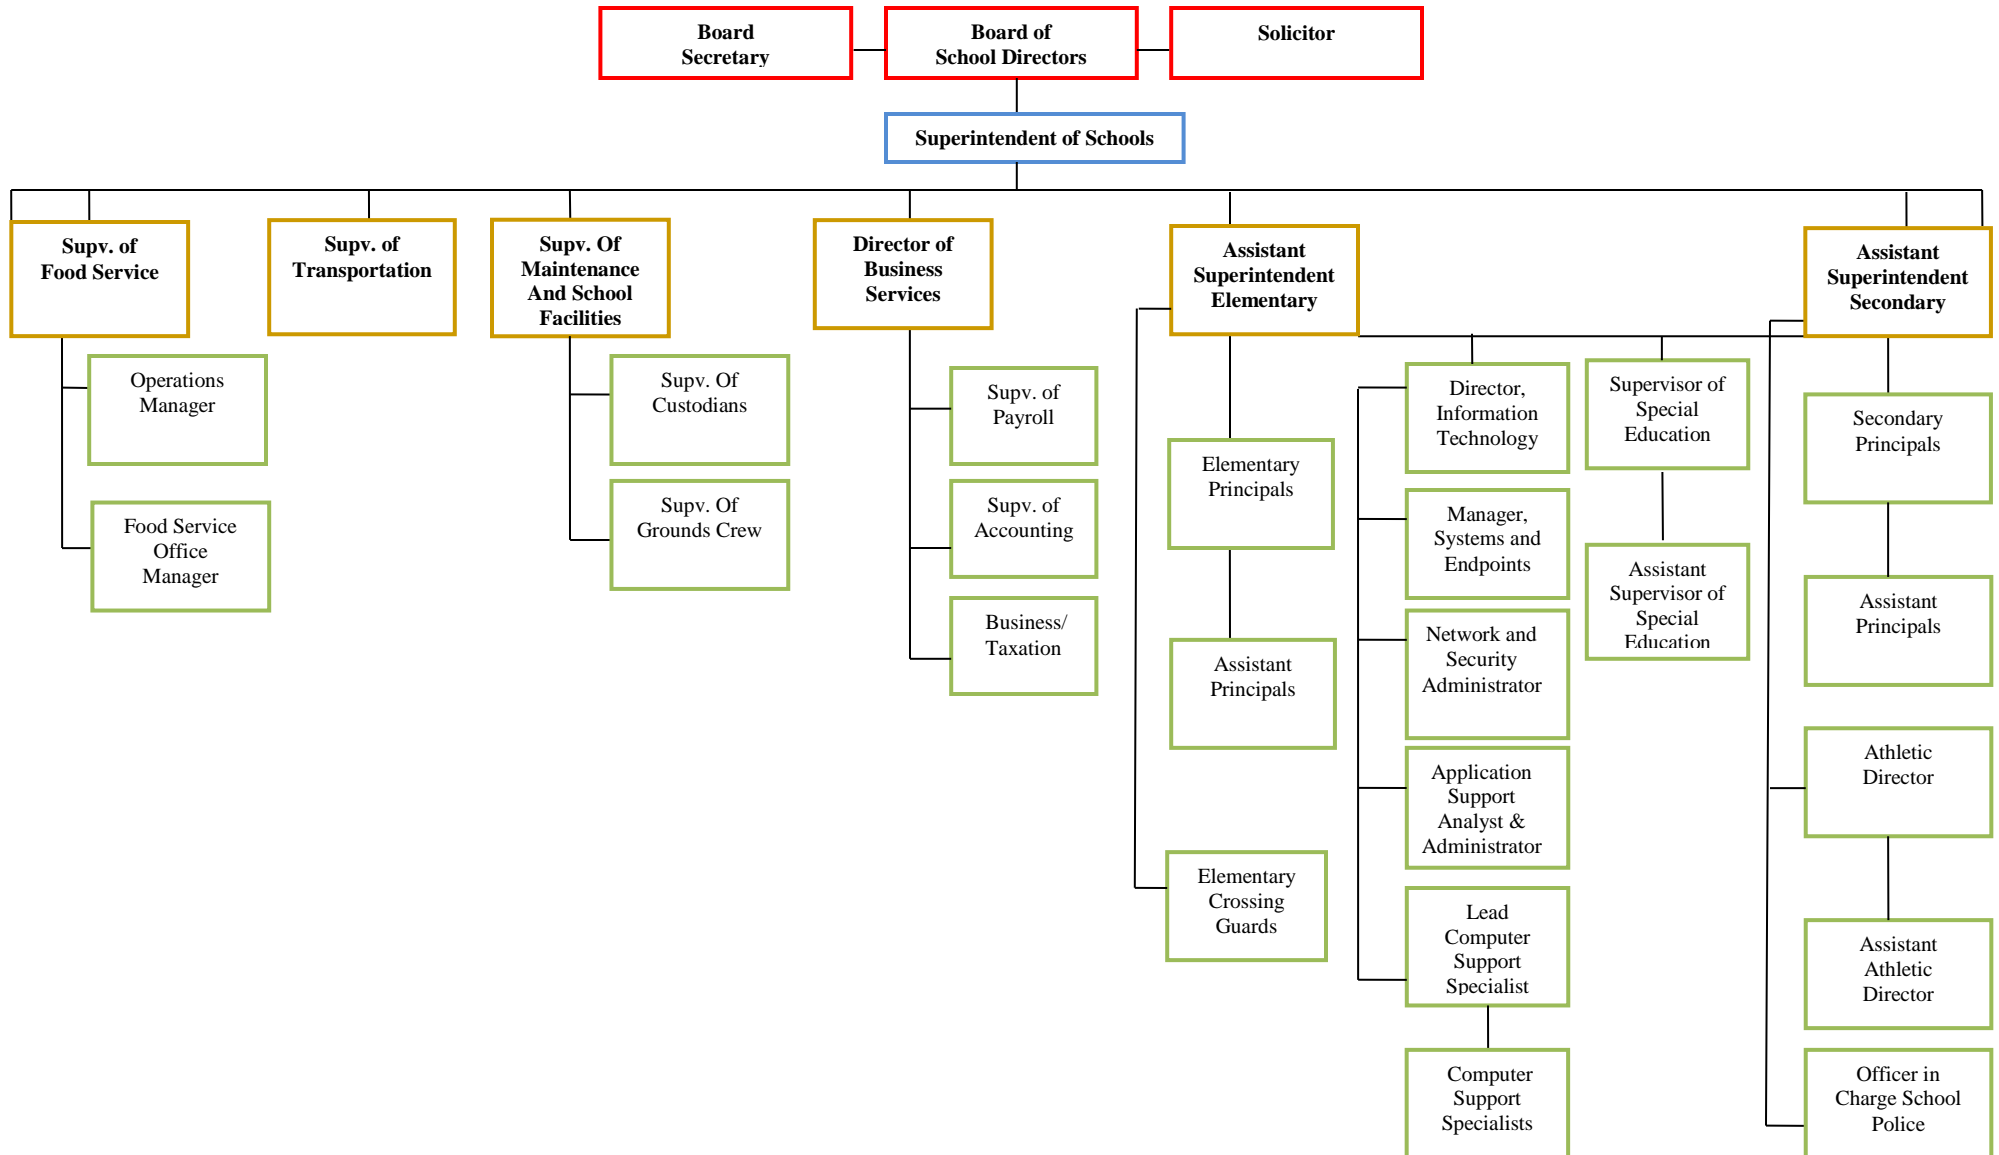 Board
Secretary
Board of
School Directors
Solicitor
Superintendent of Schools
Supv. of
Food Service
Supv. of
Transportation
Supv. Of
Maintenance
And School
Facilities
Director of
Business
Services
Assistant
Superintendent
Elementary
Assistant
Superintendent
Secondary
Operations
Manager
Food Service
Office
Manager
Supv. Of
Custodians
Supv. Of
Grounds Crew
Supv. of
Payroll
Supv. of
Accounting
Business/
Taxation
Elementary
Principals
Assistant
Principals
Elementary
Crossing
Guards
Director,
Information
Technology
Manager,
Systems and
Endpoints
Network and
Security
Administrator
Application
Support
Analyst &
Administrator
Lead
Computer
Support
Specialist
Computer
Support
Specialists
Supervisor of
Special
Education
Assistant
Supervisor of
Special
Education
Secondary
Principals
Assistant
Principals
Athletic
Director
Assistant
Athletic
Director
Officer in
Charge School
Police